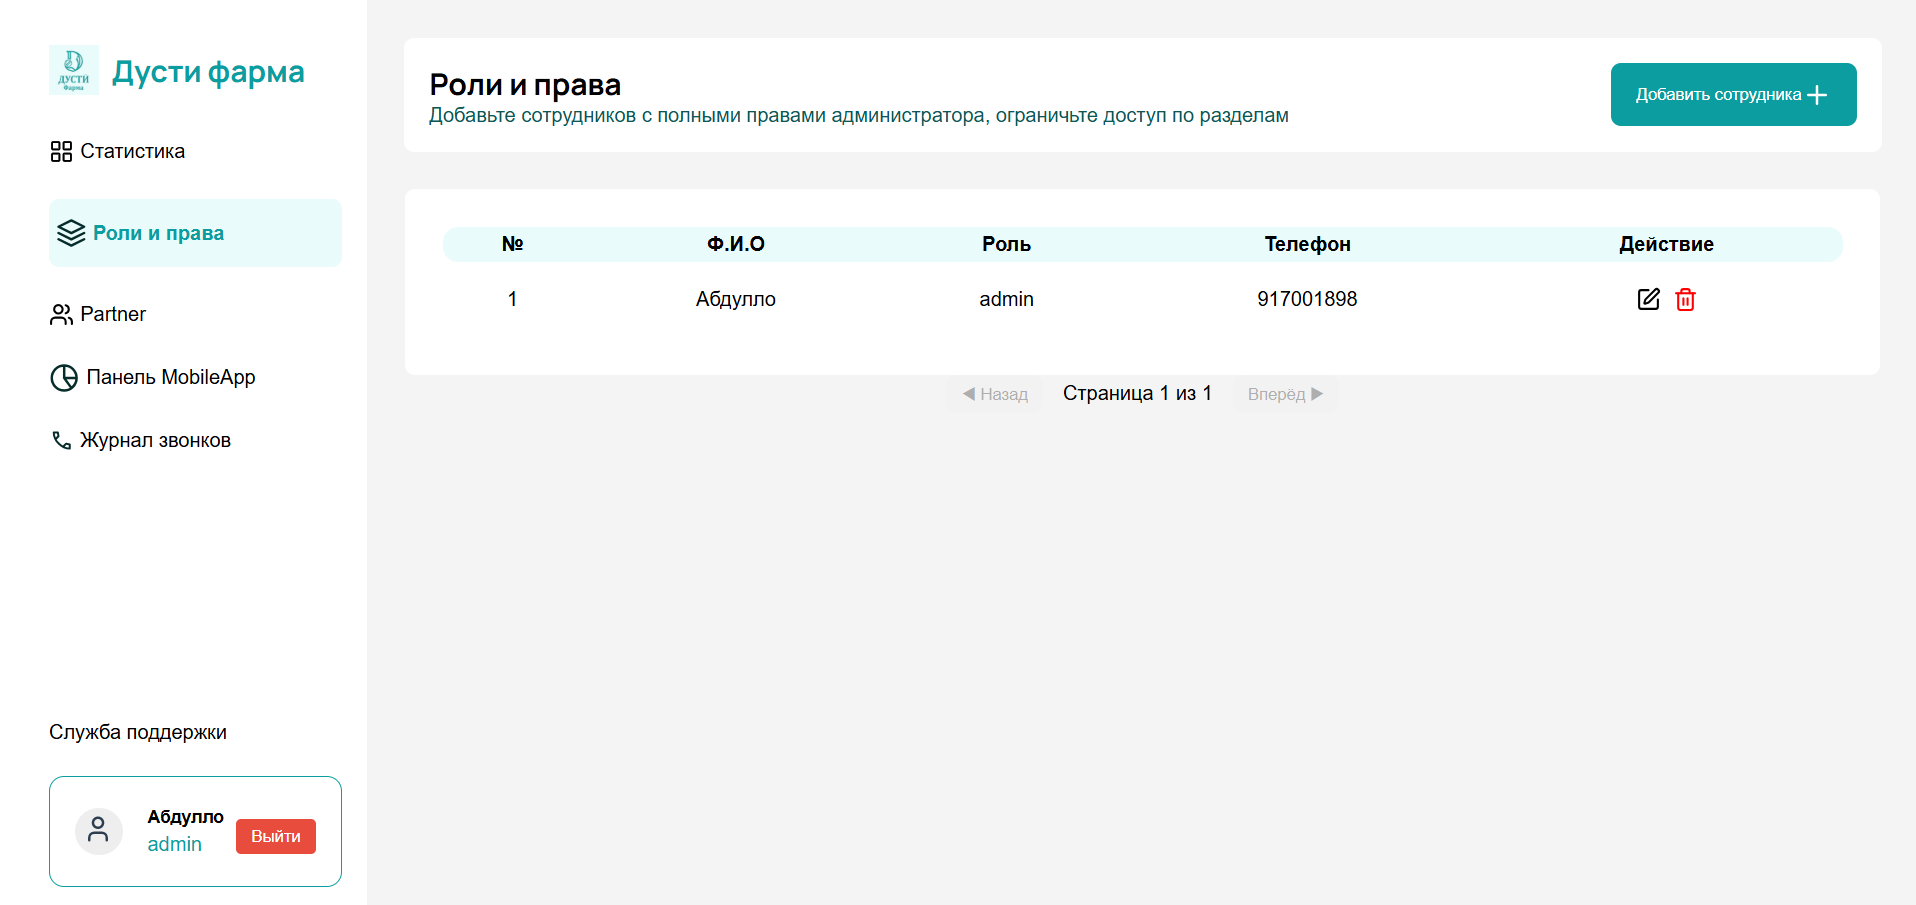 ДУСТИ
Фарма
Дусти фарма
Статистика
Роли и права
Partner
Панель MobileApp
Журнал звонков
Служба поддержки
Абдулло
admin
Выйти
Роли и права
Добавьте сотрудников с полными правами администратора, ограничьте доступ по разделам
Добавить сотрудника
№ Ф.И.О Роль Телефон Действие
1 Абдулло admin 917001898
◀ Назад Страница 1 из 1 Вперёд ▶